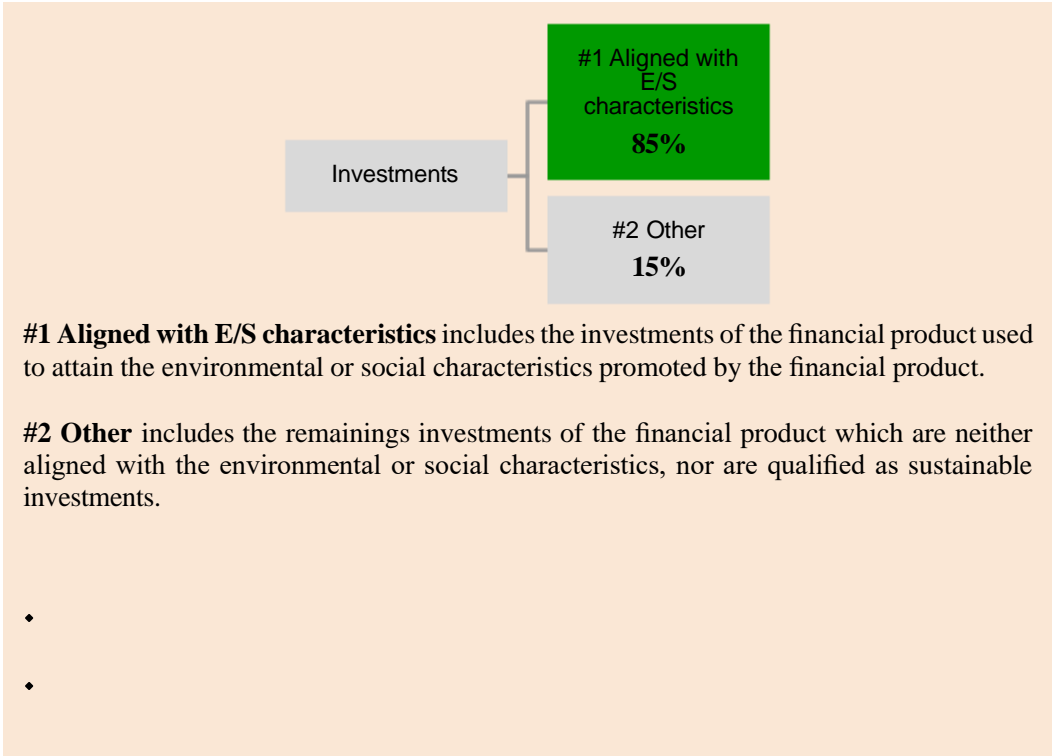 #1 Aligned with
E/S
characteristics
85%
Investments
#2 Other
15%
#1 Aligned with E/S characteristics includes the investments of the financial product used
to attain the environmental or social characteristics promoted by the financial product.
#2 Other includes the remainings investments of the financial product which are neither
aligned with the environmental or social characteristics, nor are qualified as sustainable
investments.